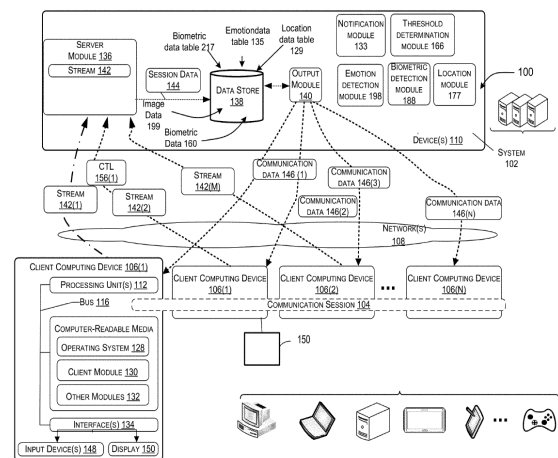 SERVER
MODULE 136
STREAM 142
SESSION DATA
144
Biometric
data table 217
Emotiondata
table 135
Location
data table
129
DATA STORE
138
Image
Data
199
Biometric
Data 160
OUTPUT
MODULE
140
NOTIFICATION
MODULE
133
THRESHOLD
DETERMINATION
MODULE 166
EMOTION
DETECTION
MODULE 198
BIOMETRIC
DETECTION
MODULE
188
LOCATION
MODULE
177
100
DEVICE(S) 110
SYSTEM
102
CTL
156(1)
STREAM
142(1)
STREAM
142(2)
STREAM
142(M)
COMMUNICATION
DATA 146 (1)
COMMUNICATION
DATA 146(2)
COMMUNICATION
DATA 146(3)
COMMUNICATION DATA
146(N)
NETWORK(S)
108
CLIENT COMPUTING DEVICE 106(1)
PROCESSING UNIT(S) 112
BUS 116
COMPUTER-READABLE MEDIA
OPERATING SYSTEM 128
CLIENT MODULE 130
OTHER MODULES 132
INTERFACE(S) 134
INPUT DEVICE(S) 148
DISPLAY 150
CLIENT COMPUTING DEVICE
106(1)
CLIENT COMPUTING DEVICE
106(2)
CLIENT COMPUTING DEVICE
106(N)
COMMUNICATION SESSION 104
150